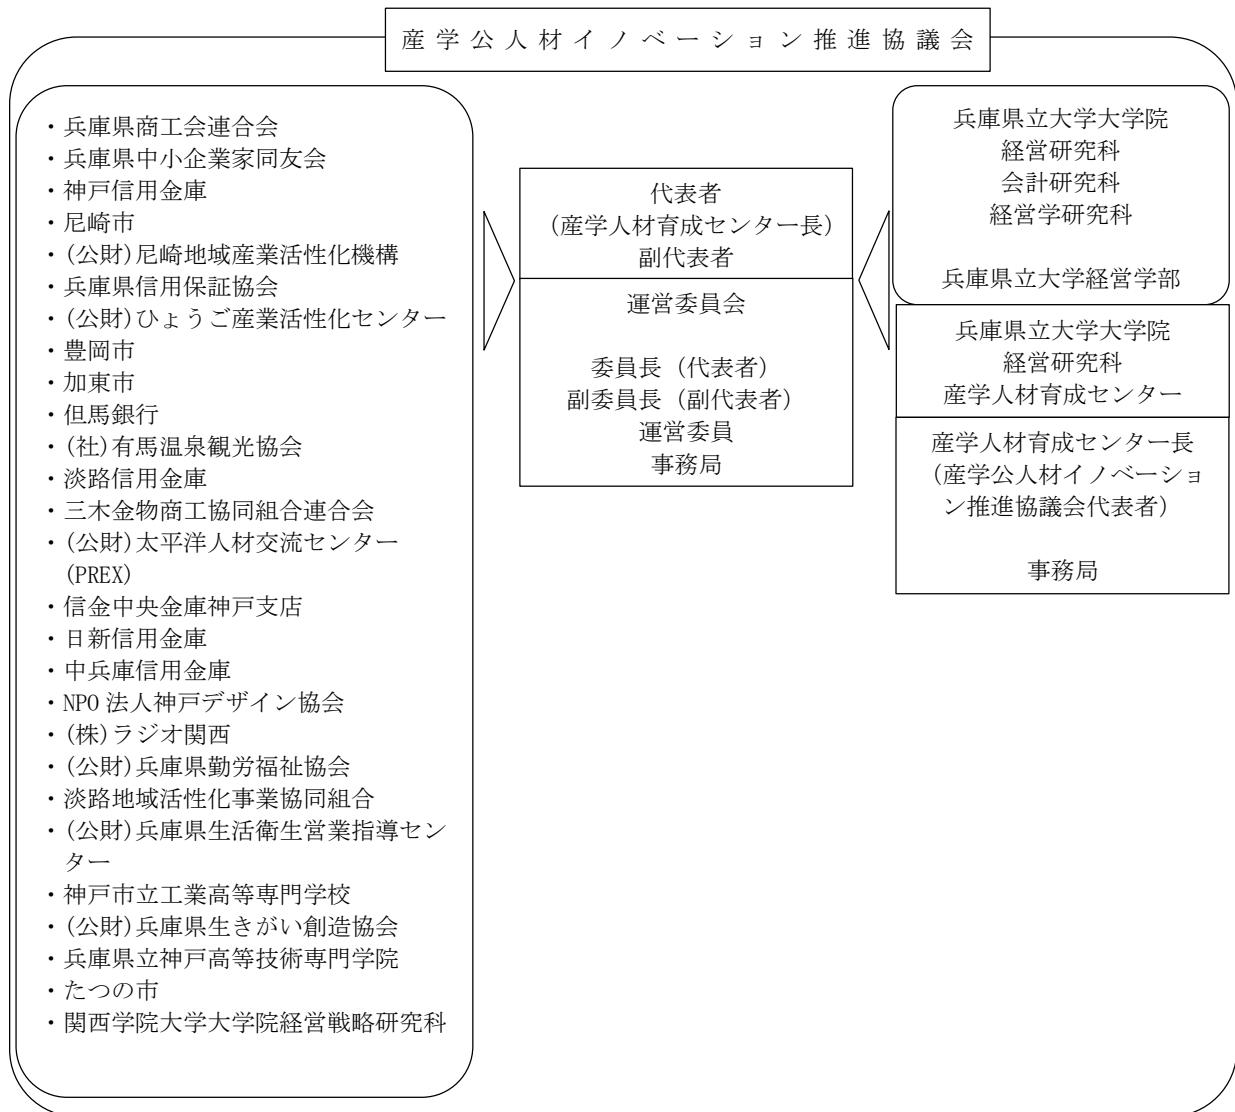 産学公人材イノベーション推進協議会
・兵庫県商工会連合会
・兵庫県中小企業家同友会
・神戸信用金庫
・尼崎市
・(公財)尼崎地域産業活性化機構
・兵庫県信用保証協会
・(公財)ひょうご産業活性化センター
・豊岡市
・加東市
・但馬銀行
・(社)有馬温泉観光協会
・淡路信用金庫
・三木金物商工協同組合連合会
・(公財)太平洋人材交流センター
(PREX)
・信金中央金庫神戸支店
・日新信用金庫
・中兵庫信用金庫
・NPO法人神戸デザイン協会
・(株)ラジオ関西
・(公財)兵庫県勤労福祉協会
・淡路地域活性化事業協同組合
・(公財)兵庫県生活衛生営業指導セン
ター
・神戸市立工業高等専門学校
・(公財)兵庫県生きがい創造協会
・兵庫県立神戸高等技術専門学院
・たつの市
・関西学院大学大学院経営戦略研究科
代表者
(産学人材育成センター長)
副代表者
運営委員会
委員長(代表者)
副委員長(副代表者)
運営委員
事務局
兵庫県立大学大学院
経営研究科
会計研究科
経営学研究科
兵庫県立大学経営学部
兵庫県立大学大学院
経営研究科
産学人材育成センター
産学人材育成センター長
(産学公人材イノベーショ
ン推進協議会代表者)
事務局